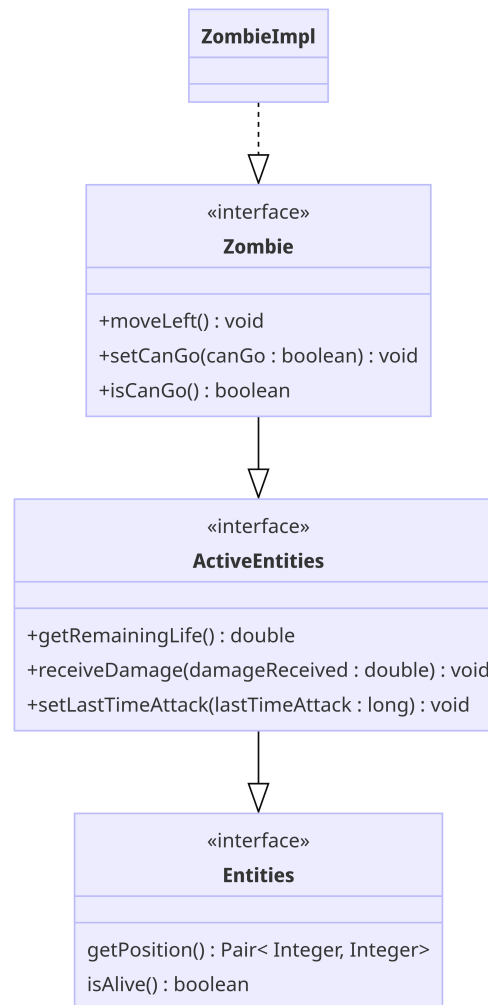 ZombieImpl
«interface»
Zombie
+moveLeft() : void
+setCanGo(canGo : boolean) : void
+isCanGo() : boolean
«interface»
ActiveEntities
+getRemainingLife() : double
+receiveDamage(damageReceived : double) : void
+setLastTimeAttack(lastTimeAttack : long) : void
«interface»
Entities
getPosition() : Pair< Integer, Integer>
isAlive() : boolean